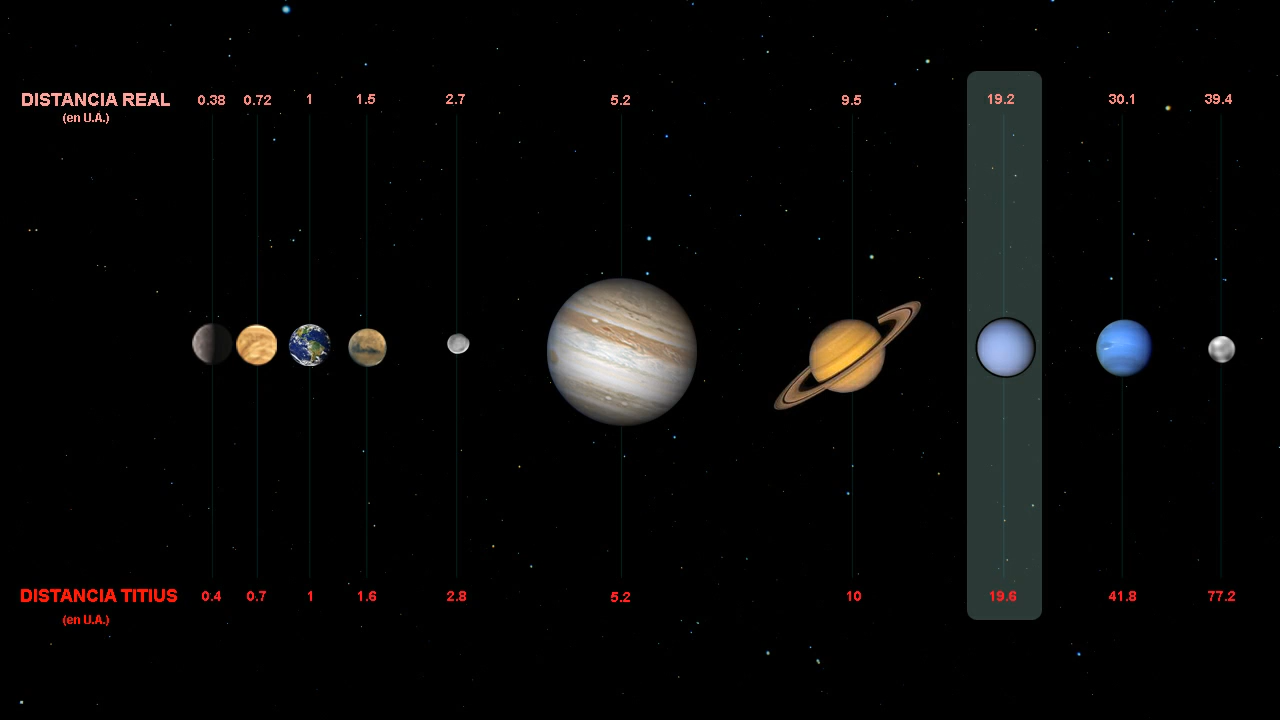 DISTANCIA REAL 0.38 0.72 1 1.5 2.7 5.2 9.5 19.2 30.1 39.4
(en U.A.)
DISTANCIA TITIUS 0.4 0.7 1 1.6 2.8 5.2 10 19.6 41.8 77.2
(en U.A.)